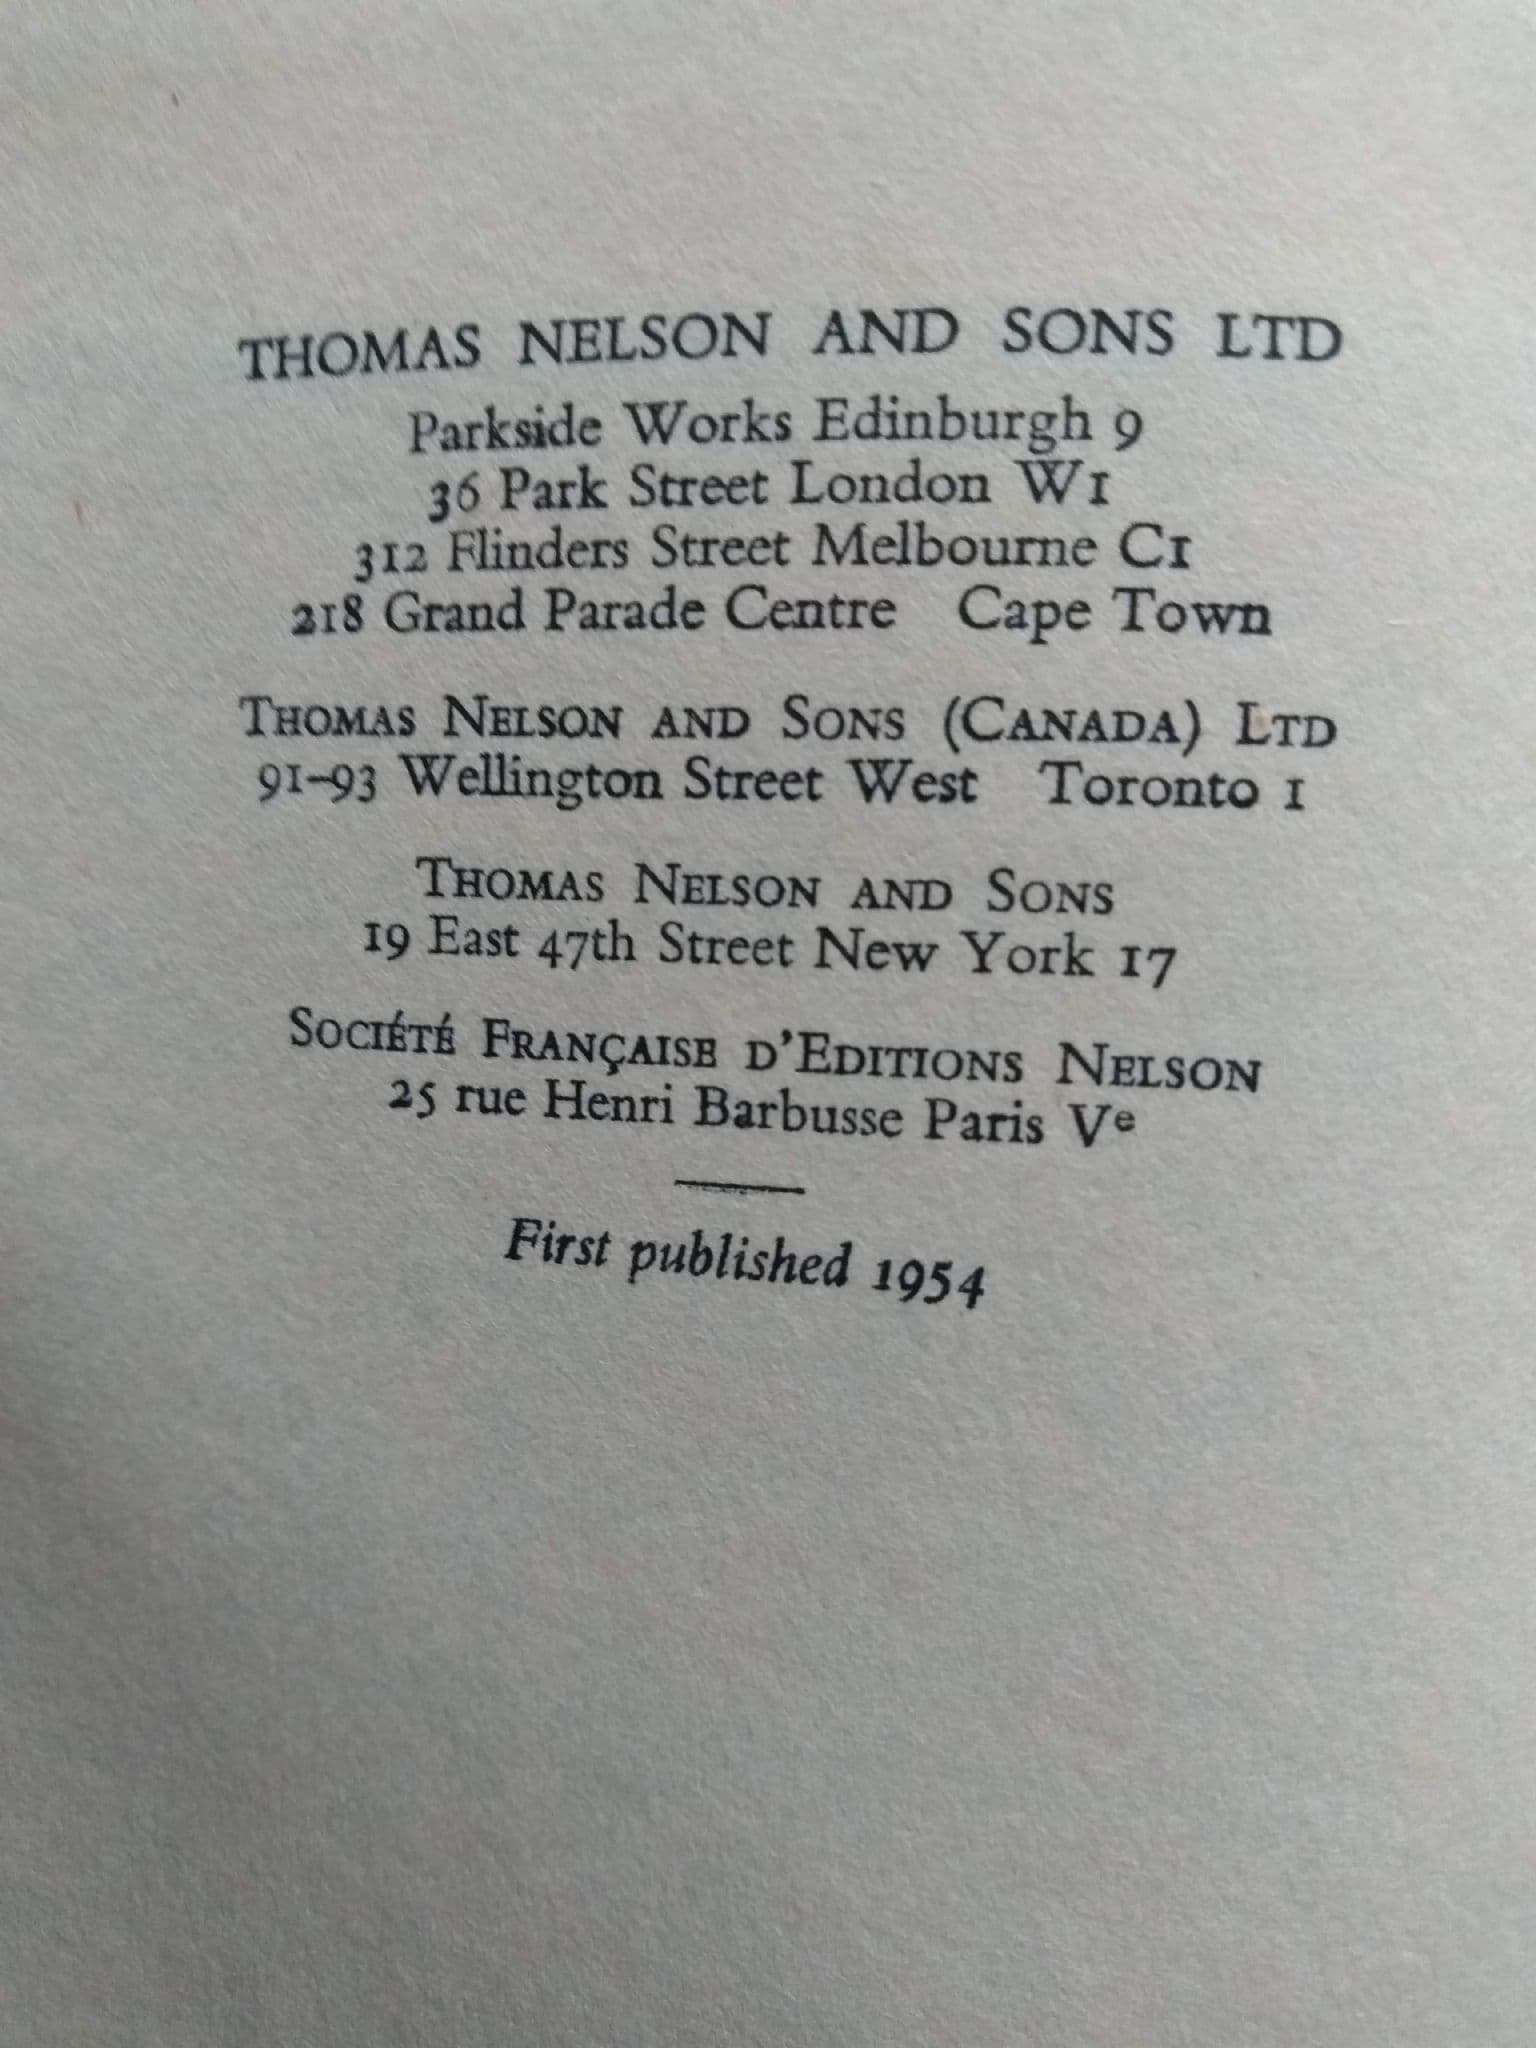 THOMAS NELSON AND SONS LTD
Parkside Works Edinburgh 9
36 Park Street London W1
312 Flinders Street Melbourne C1
218 Grand Parade Centre Cape Town
THOMAS NELSON AND SONS (CANADA) LTD
91–93 Wellington Street West Toronto 1
THOMAS NELSON AND SONS
19 East 47th Street New York 17
SOCIÉTÉ FRANÇAISE D'EDITIONS NELSON
25 rue Henri Barbusse Paris Ve
First published 1954